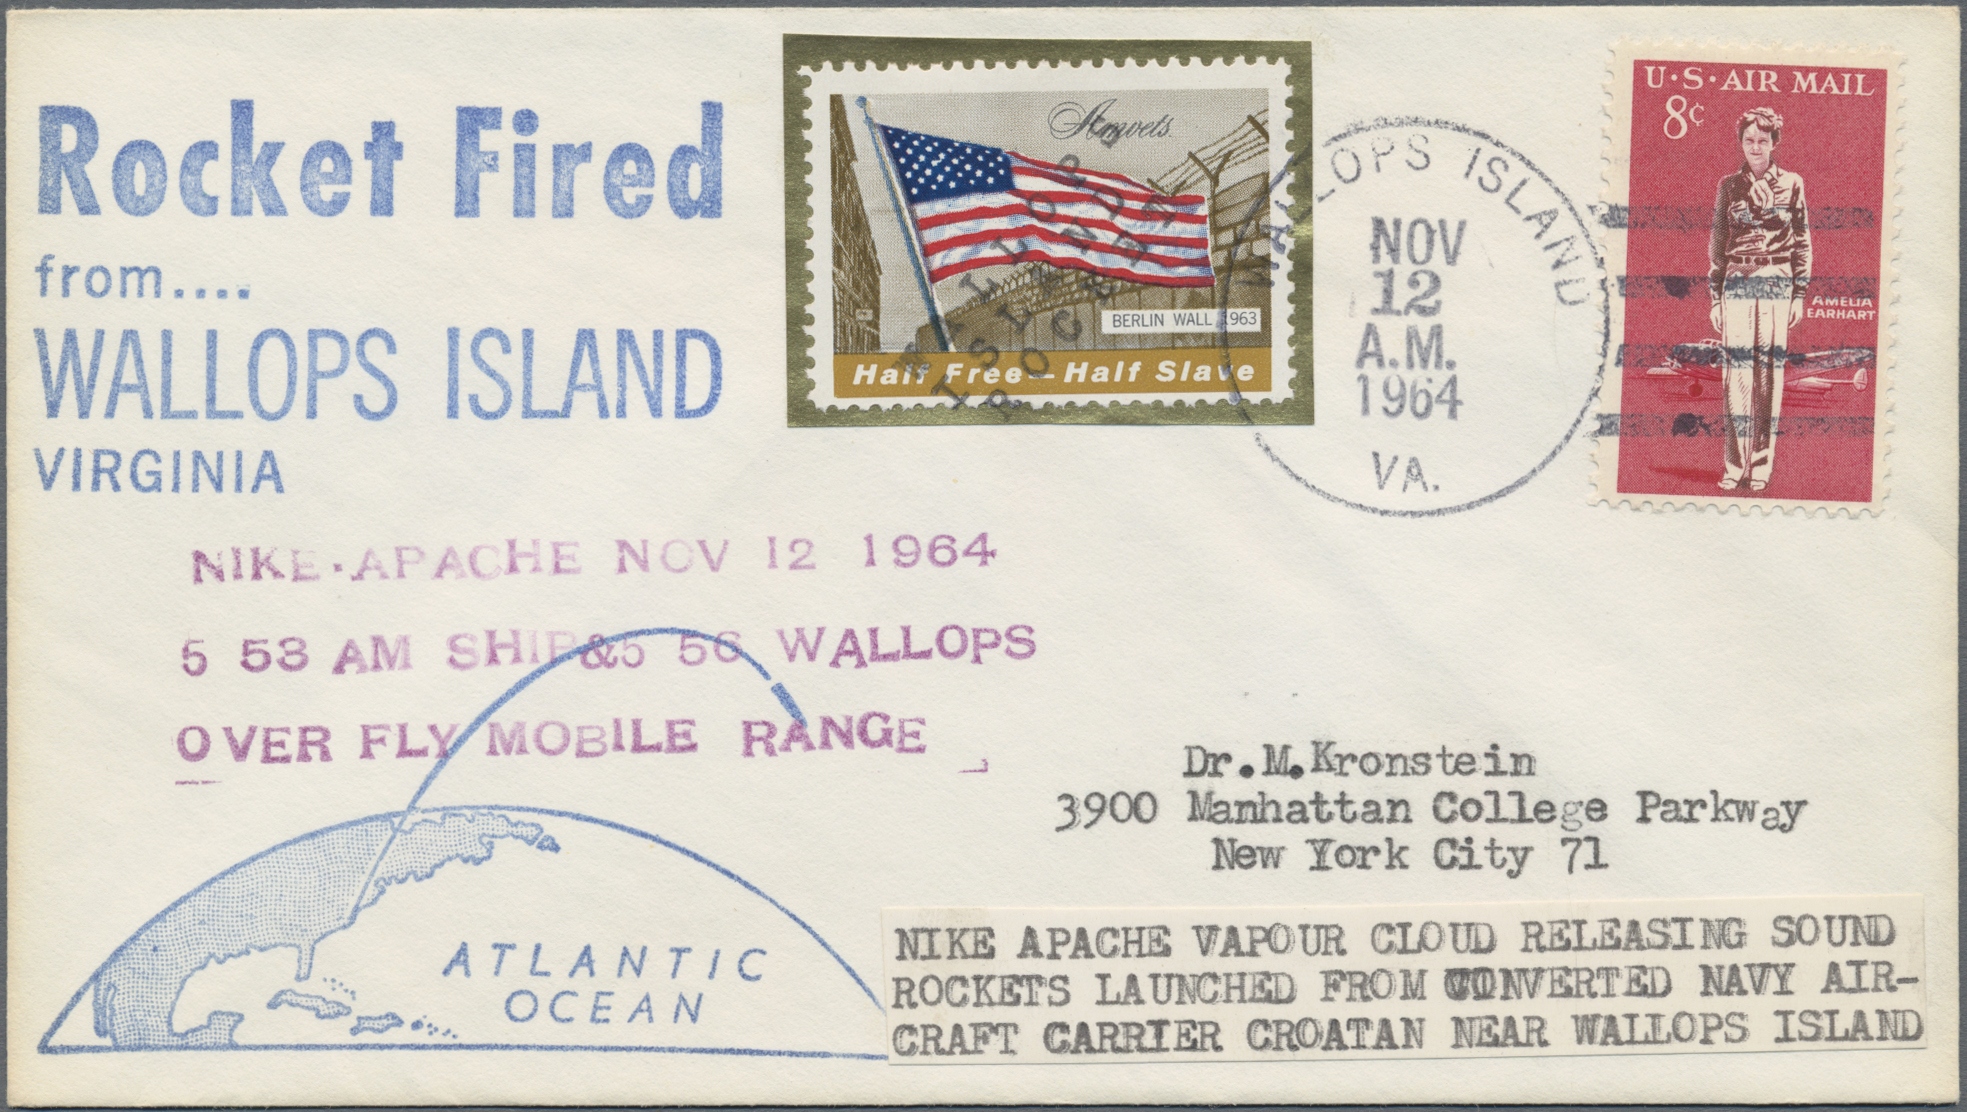 Rocket Fired
from....
WALLOPS ISLAND
VIRGINIA
Amvets
BERLIN WALL 1963
Half Free—Half Slave
WALLOPS
ISLAND
ROCKET
WALLOPS ISLAND
NOV
12
A.M.
1964
VA.
U·S·AIR MAIL
8¢
AMELIA
EARHART
NIKE-APACHE NOV 12 1964
5 53 AM SHIP&5 56 WALLOPS
OVER FLY MOBILE RANGE
ATLANTIC
OCEAN
Dr.M.Kronstein
3900 Manhattan College Parkway
New York City 71
NIKE APACHE VAPOUR CLOUD RELEASING SOUND
ROCKETS LAUNCHED FROM CONVERTED NAVY AIR-
CRAFT CARRIER CROATAN NEAR WALLOPS ISLAND